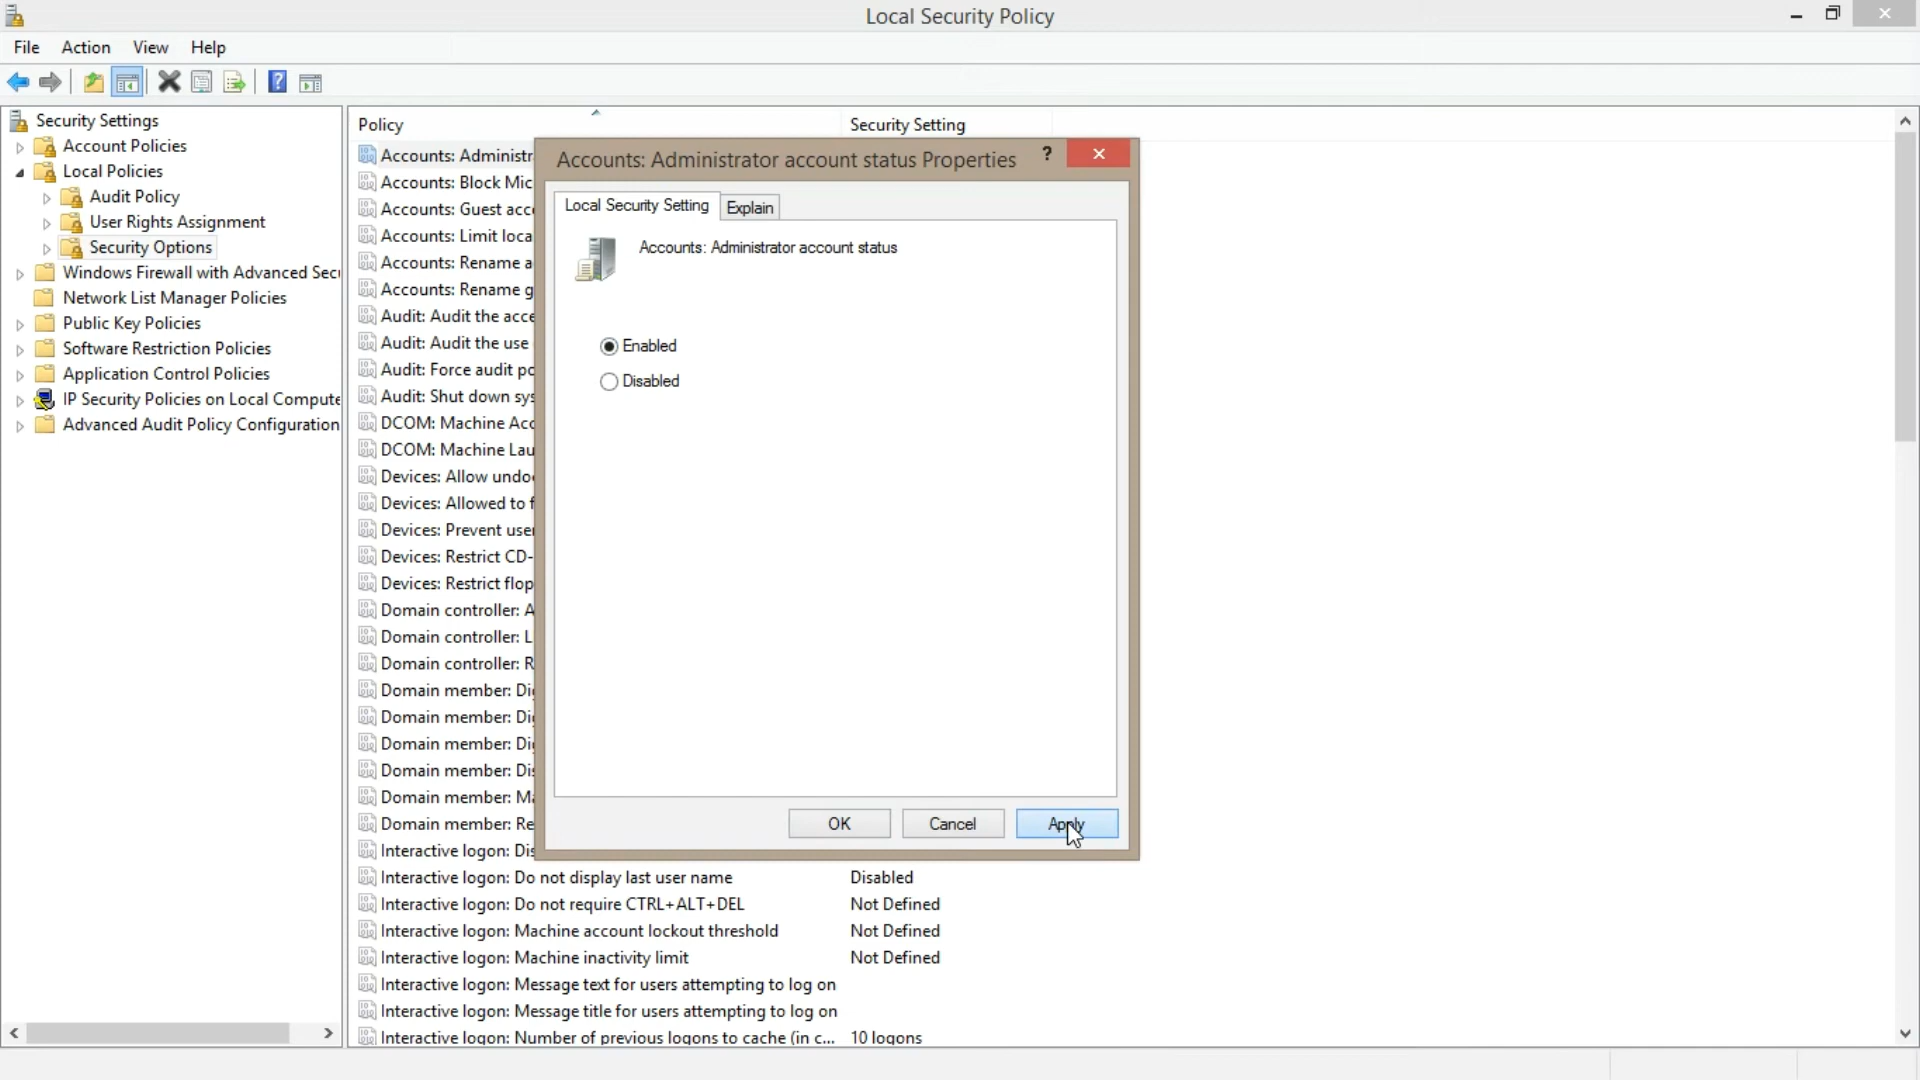 Local Security Policy
File Action View Help
Security Settings
Account Policies
Local Policies
Audit Policy
User Rights Assignment
Security Options
Windows Firewall with Advanced Secu
Network List Manager Policies
Public Key Policies
Software Restriction Policies
Application Control Policies
IP Security Policies on Local Compute
Advanced Audit Policy Configuration
Policy Security Setting
Accounts: Administr
Accounts: Block Mic
Accounts: Guest acc
Accounts: Limit loca
Accounts: Rename a
Accounts: Rename g
Audit: Audit the acce
Audit: Audit the use
Audit: Force audit po
Audit: Shut down sys
DCOM: Machine Acc
DCOM: Machine Lau
Devices: Allow undo
Devices: Allowed to f
Devices: Prevent user
Devices: Restrict CD-
Devices: Restrict flop
Domain controller: A
Domain controller: L
Domain controller: R
Domain member: Dig
Domain member: Dig
Domain member: Dig
Domain member: Dis
Domain member: Ma
Domain member: Re
Interactive logon: Dis
Interactive logon: Do not display last user name Disabled
Interactive logon: Do not require CTRL+ALT+DEL Not Defined
Interactive logon: Machine account lockout threshold Not Defined
Interactive logon: Machine inactivity limit Not Defined
Interactive logon: Message text for users attempting to log on
Interactive logon: Message title for users attempting to log on
Interactive logon: Number of previous logons to cache (in c... 10 logons
Accounts: Administrator account status Properties ?
Local Security Setting Explain
Accounts: Administrator account status
Enabled
Disabled
OK Cancel Apply